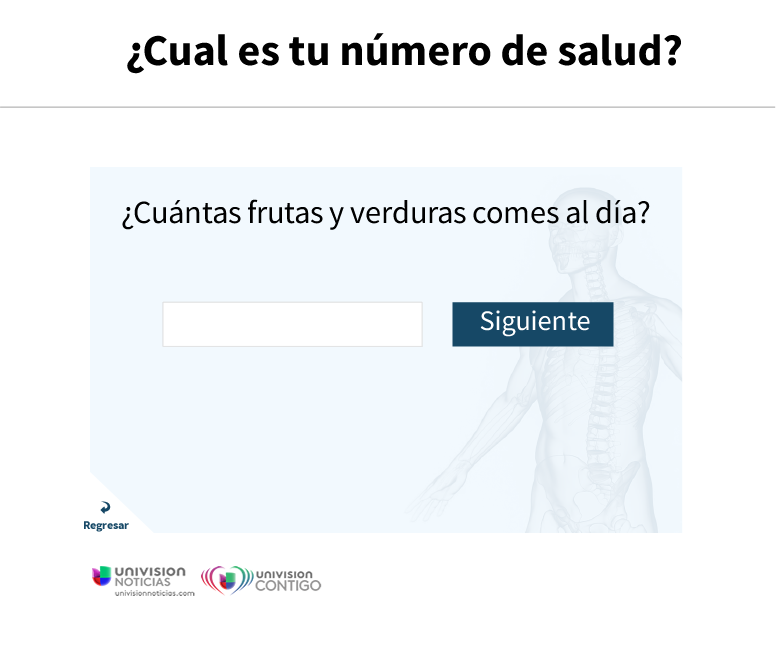 ¿Cual es tu número de salud?
¿Cuántas frutas y verduras comes al día?
Siguiente
Regresar
UNIVISION
NOTICIAS
univisionnoticias.com
UNIVISION
CONTIGO